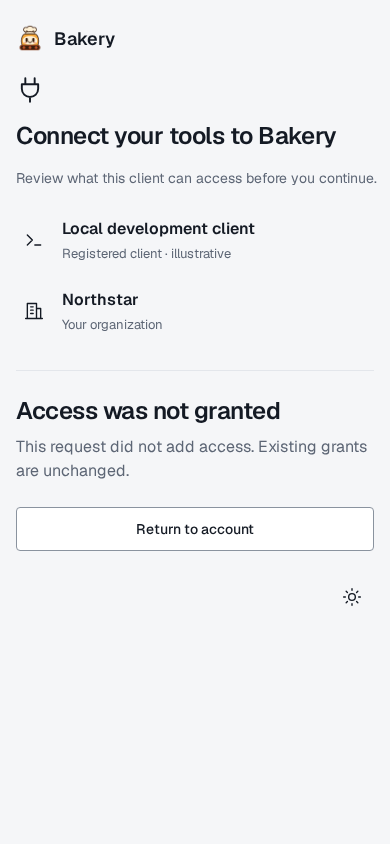 Bakery
Connect your tools to Bakery
Review what this client can access before you continue.
Local development client
Registered client · illustrative
Northstar
Your organization
Access was not granted
This request did not add access. Existing grants
are unchanged.
Return to account